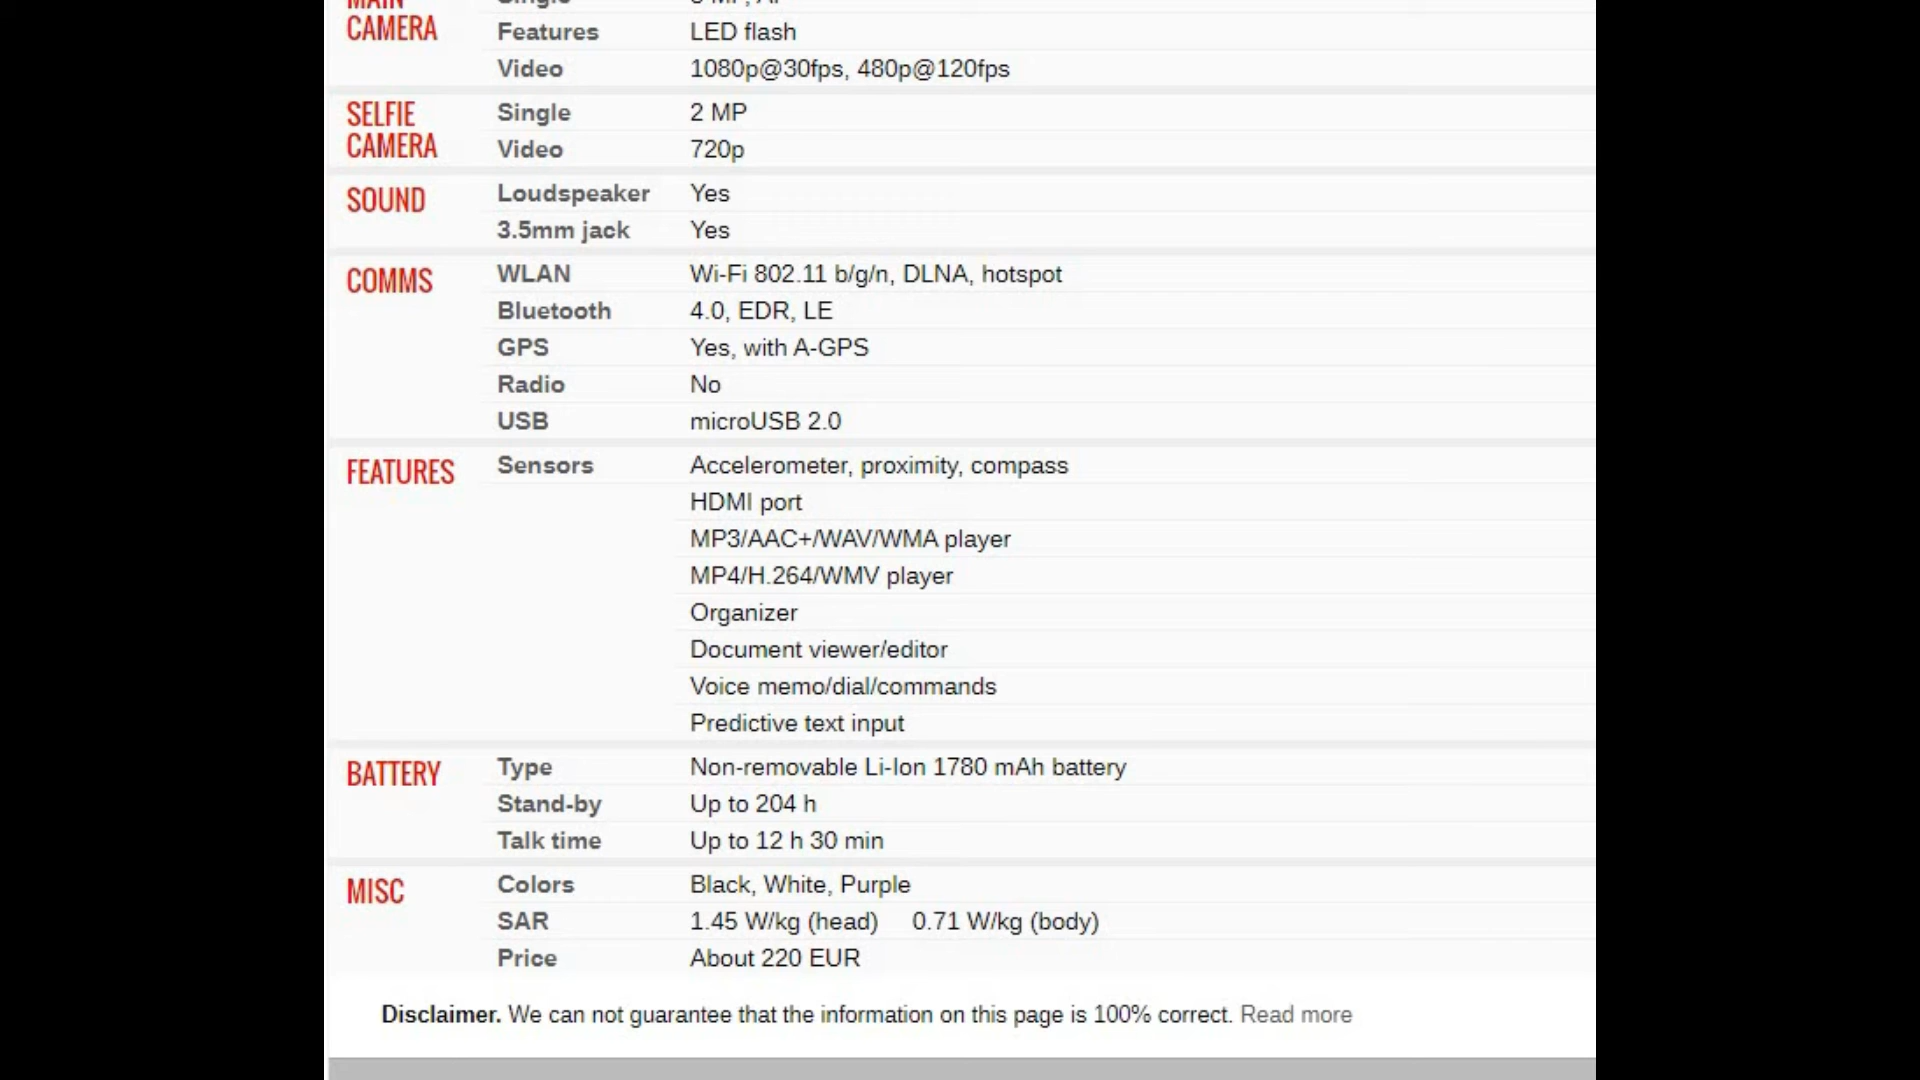 MAIN
CAMERA
Single
Features LED flash
Video 1080p@30fps, 480p@120fps
SELFIE
CAMERA
Single 2 MP
Video 720p
SOUND
Loudspeaker Yes
3.5mm jack Yes
COMMS
WLAN Wi-Fi 802.11 b/g/n, DLNA, hotspot
Bluetooth 4.0, EDR, LE
GPS Yes, with A-GPS
Radio No
USB microUSB 2.0
FEATURES
Sensors Accelerometer, proximity, compass
HDMI port
MP3/AAC+/WAV/WMA player
MP4/H.264/WMV player
Organizer
Document viewer/editor
Voice memo/dial/commands
Predictive text input
BATTERY
Type Non-removable Li-Ion 1780 mAh battery
Stand-by Up to 204 h
Talk time Up to 12 h 30 min
MISC
Colors Black, White, Purple
SAR 1.45 W/kg (head) 0.71 W/kg (body)
Price About 220 EUR
Disclaimer. We can not guarantee that the information on this page is 100% correct. Read more